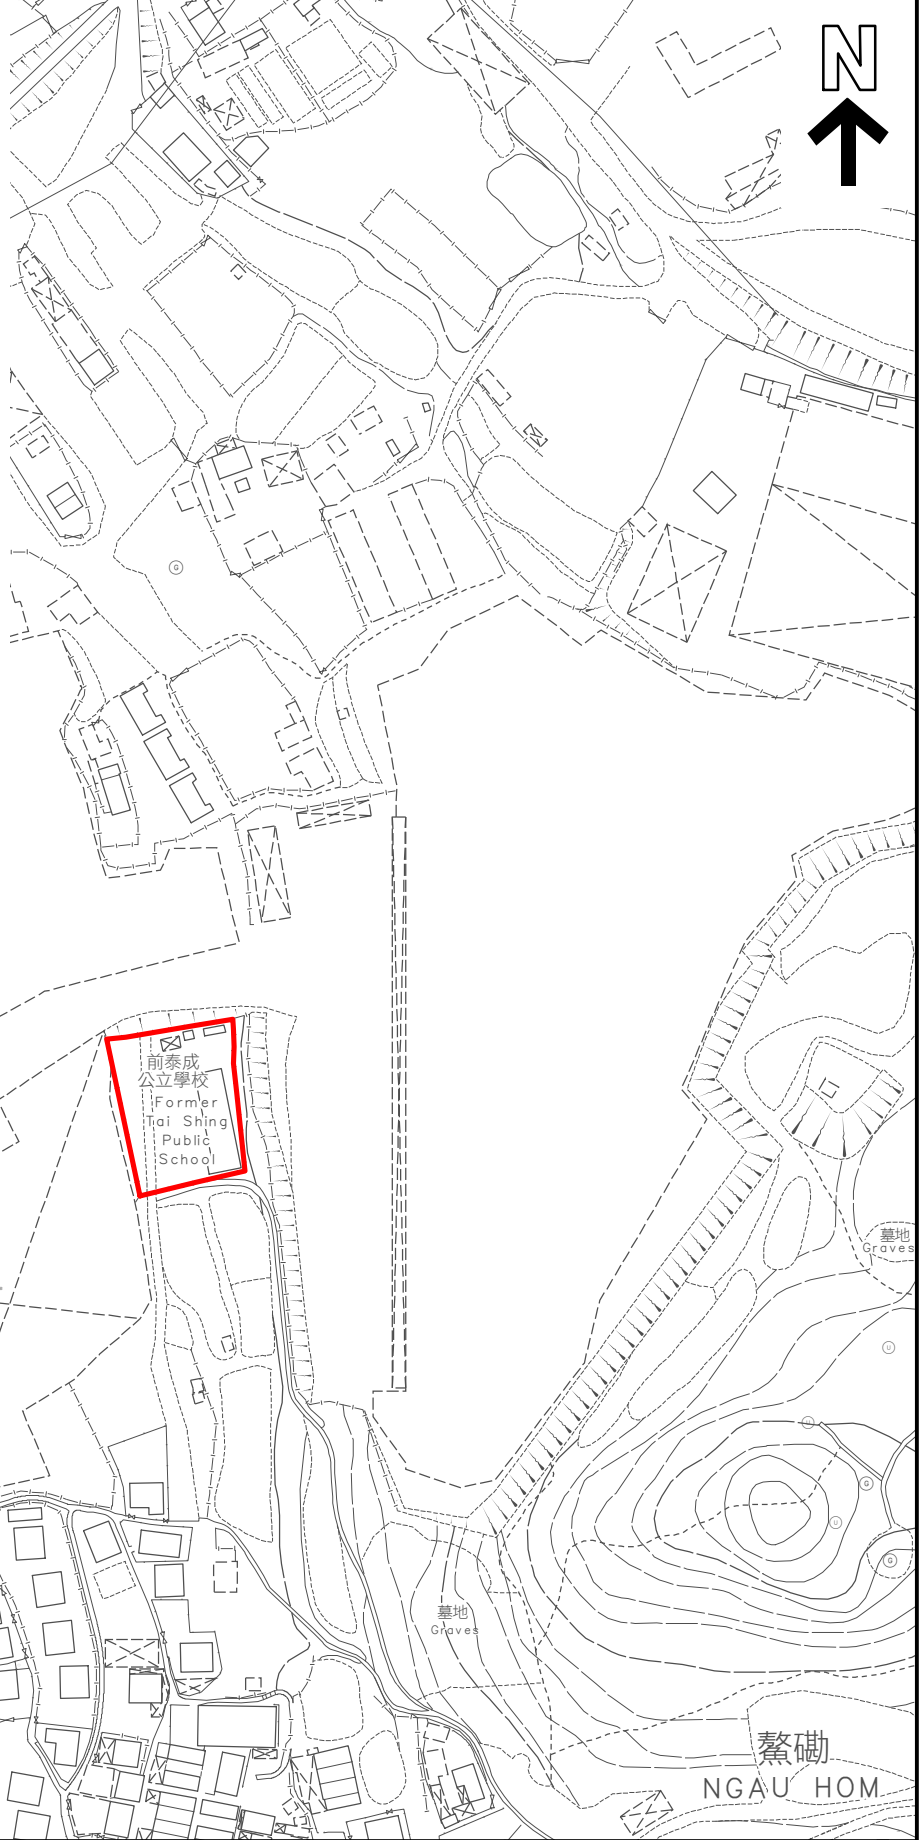 N
G
前泰成
公立學校
Former
Tai Shing
Public
School
墓地
Graves
U
U
G
U
G
墓地
Graves
鰲磡
NGAU HOM